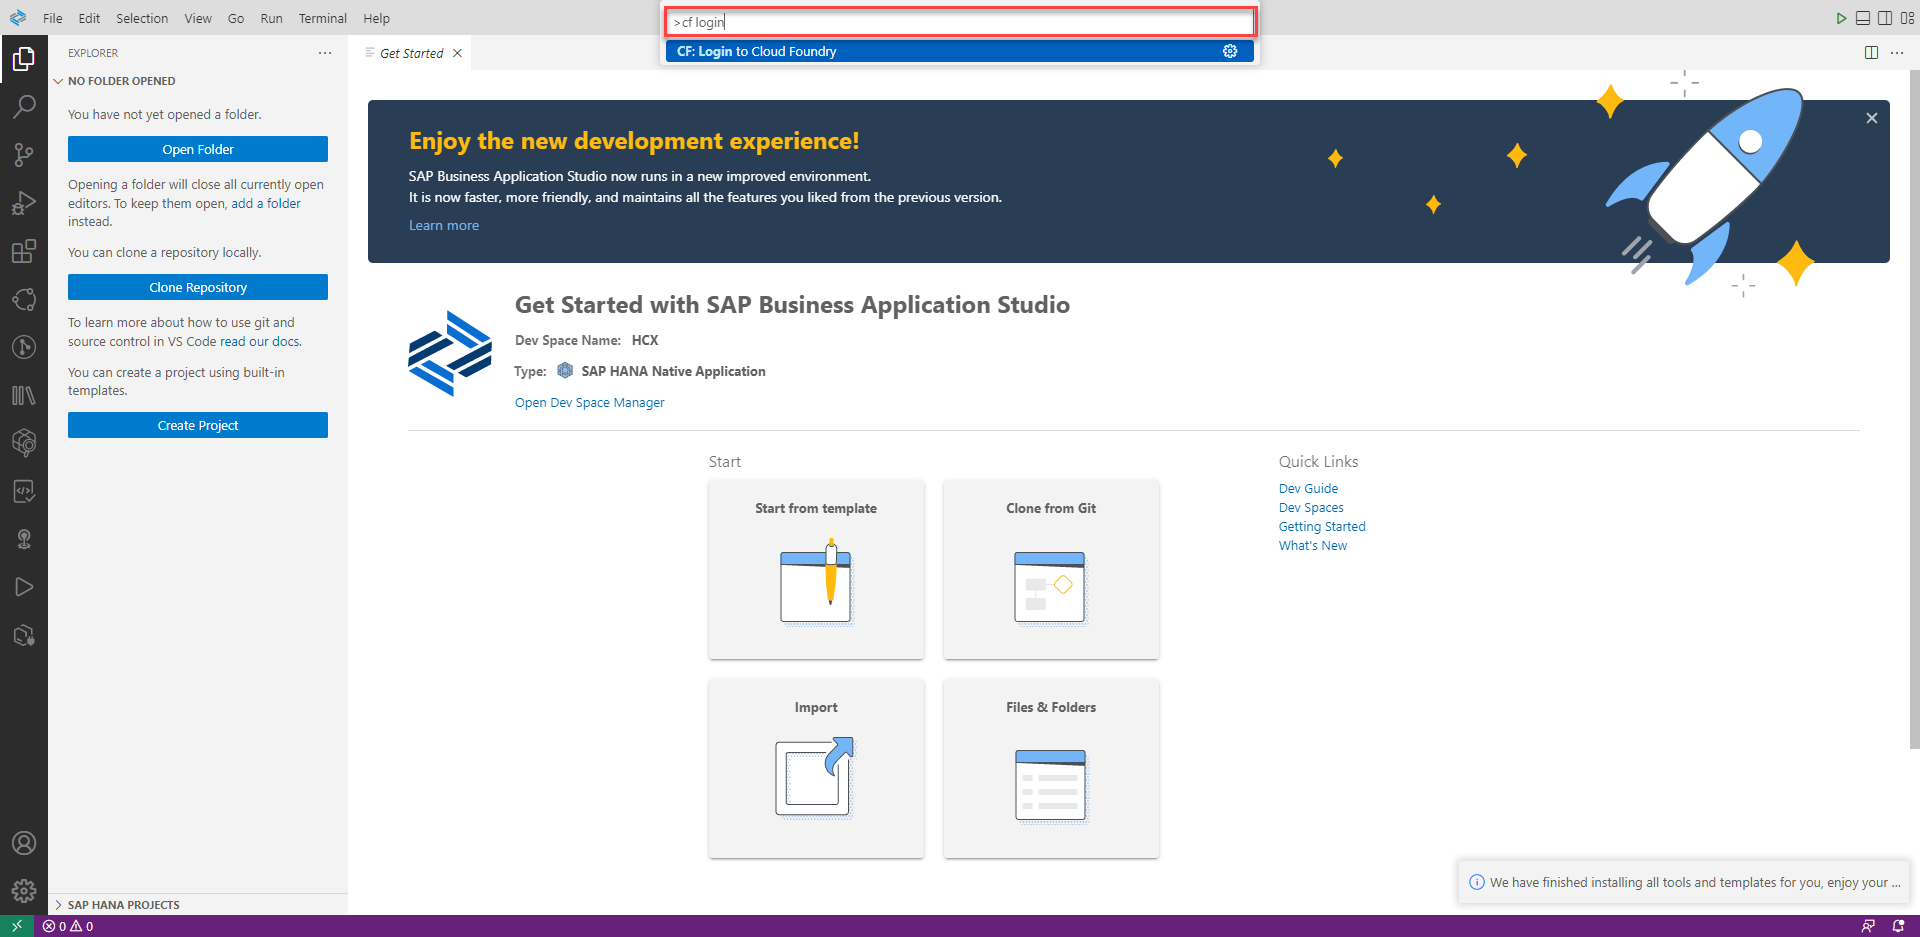 File Edit Selection View Go Run Terminal Help
>cf login
CF: Login to Cloud Foundry
EXPLORER
Get Started
NO FOLDER OPENED
You have not yet opened a folder.
Open Folder
Opening a folder will close all currently open
editors. To keep them open, add a folder
instead.
You can clone a repository locally.
Clone Repository
To learn more about how to use git and
source control in VS Code read our docs.
You can create a project using built-in
templates.
Create Project
SAP HANA PROJECTS
Enjoy the new development experience!
SAP Business Application Studio now runs in a new improved environment.
It is now faster, more friendly, and maintains all the features you liked from the previous version.
Learn more
Get Started with SAP Business Application Studio
Dev Space Name: HCX
Type: SAP HANA Native Application
Open Dev Space Manager
Start
Start from template
Clone from Git
Import
Files & Folders
Quick Links
Dev Guide
Dev Spaces
Getting Started
What's New
We have finished installing all tools and templates for you, enjoy your ...
0 0